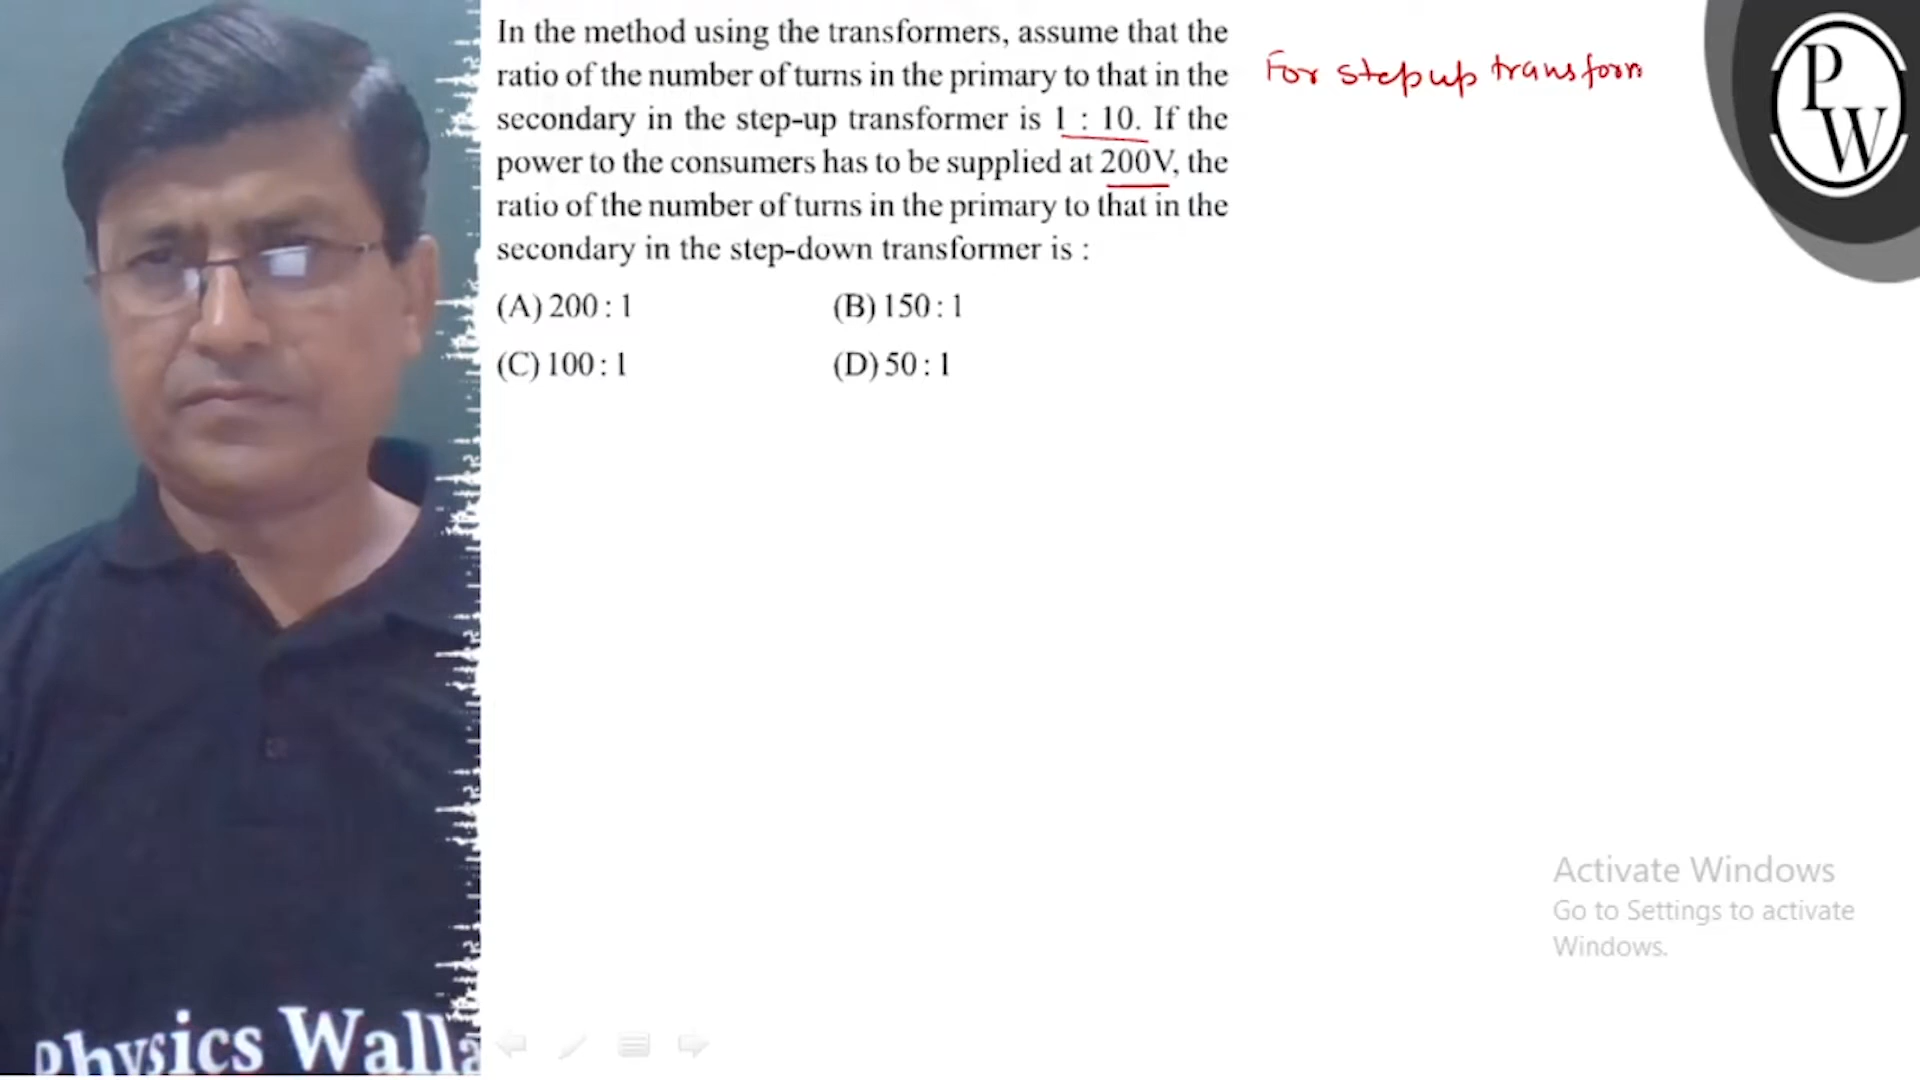 In the method using the transformers, assume that the
ratio of the number of turns in the primary to that in the
secondary in the step-up transformer is 1 : 10. If the
power to the consumers has to be supplied at 200V, the
ratio of the number of turns in the primary to that in the
secondary in the step-down transformer is :
(A) 200 : 1 (B) 150 : 1
(C) 100 : 1 (D) 50 : 1
For step up transform
P
W
Activate Windows
Go to Settings to activate
Windows.
Physics Walla